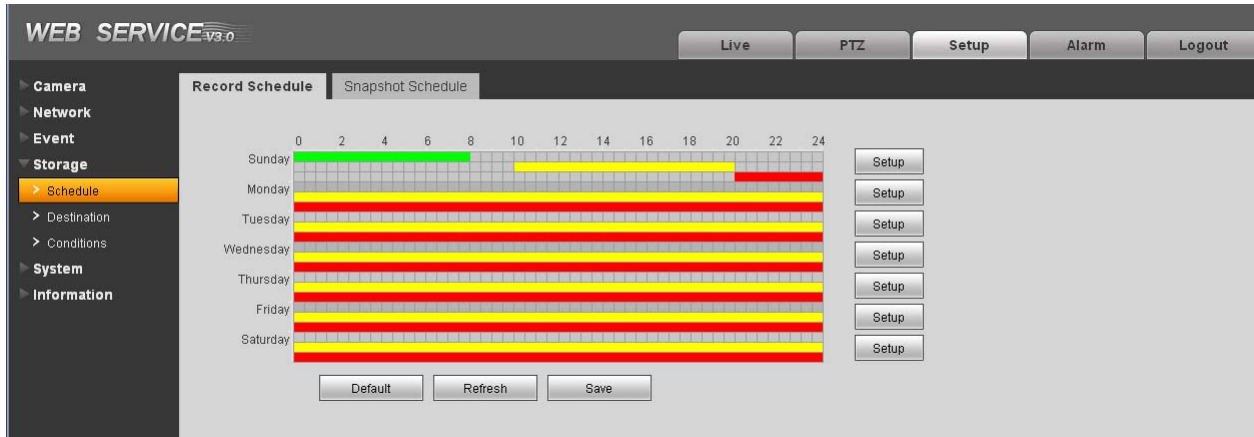 WEB SERVICE V3.0
Live PTZ Setup Alarm Logout
Camera
Network
Event
Storage
Schedule
Destination
Conditions
System
Information
Record Schedule Snapshot Schedule
0 2 4 6 8 10 12 14 16 18 20 22 24
Sunday Setup
Monday Setup
Tuesday Setup
Wednesday Setup
Thursday Setup
Friday Setup
Saturday Setup
Default Refresh Save